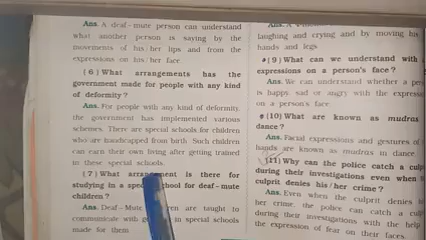 Ans. A deaf-mute person can understand
what another person is saying by the
movements of his her lips and from the
expressions on his her face.
(6) What arrangements has the
government made for people with any kind
of deformity?
Ans. For people with any kind of deformity,
the government has implemented various
schemes. There are special schools for children
who are handicapped from birth. Such children
can earn their own living after getting trained
in these special schools.
(7) What arrangement is there for
studying in a special school for deaf-mute
children?
Ans. Deaf-Mute are taught to
communicate with in special schools
made for them
Ans. A
laughing and crying and by moving his
hands and legs
(9) What can we understand with
expressions on a person's face?
Ans. We can understand whether a
is happy sad or angry with the
on a person's face
(10) What are known as mudras
dance?
Ans. Facial expressions and gestures of
hands are known as mudras in dance
(11) Why can the police catch a
during their investigations even when
culprit denies his/her crime?
Ans. Even when the culprit denies
her crime, the police can catch a
during their investigations with the
the expression of fear on their faces.